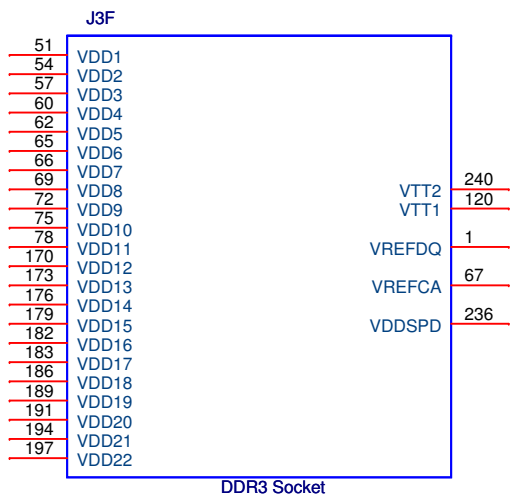 J3F
51 VDD1
54 VDD2
57 VDD3
60 VDD4
62 VDD5
65 VDD6
66 VDD7
69 VDD8 VTT2 240
72 VDD9 VTT1 120
75 VDD10
78 VDD11 VREFDQ 1
170 VDD12
173 VDD13 VREFCA 67
176 VDD14
179 VDD15 VDDSPD 236
182 VDD16
183 VDD17
186 VDD18
189 VDD19
191 VDD20
194 VDD21
197 VDD22
DDR3 Socket